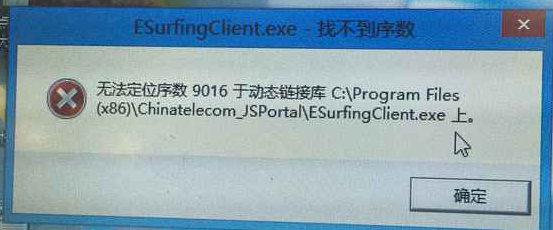 ESurfingClient.exe - 找不到序数
无法定位序数 9016 于动态链接库 C:\Program Files
(x86)\Chinatelecom_JSPortal\ESurfingClient.exe 上。
确定